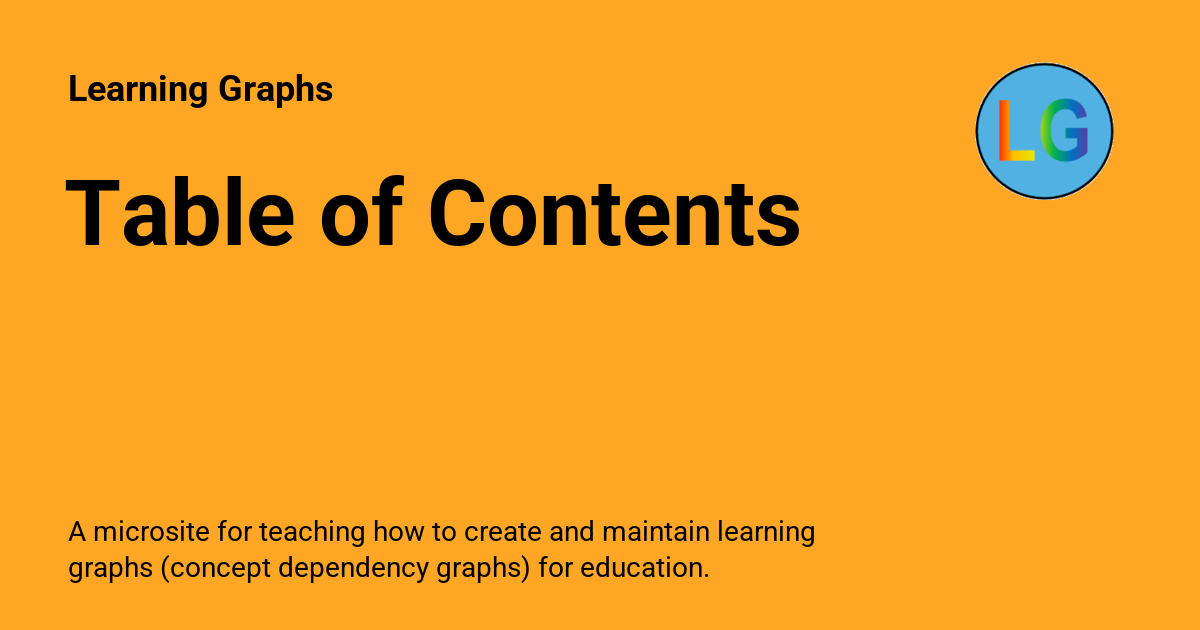 Learning Graphs
LG
Table of Contents
A microsite for teaching how to create and maintain learning
graphs (concept dependency graphs) for education.